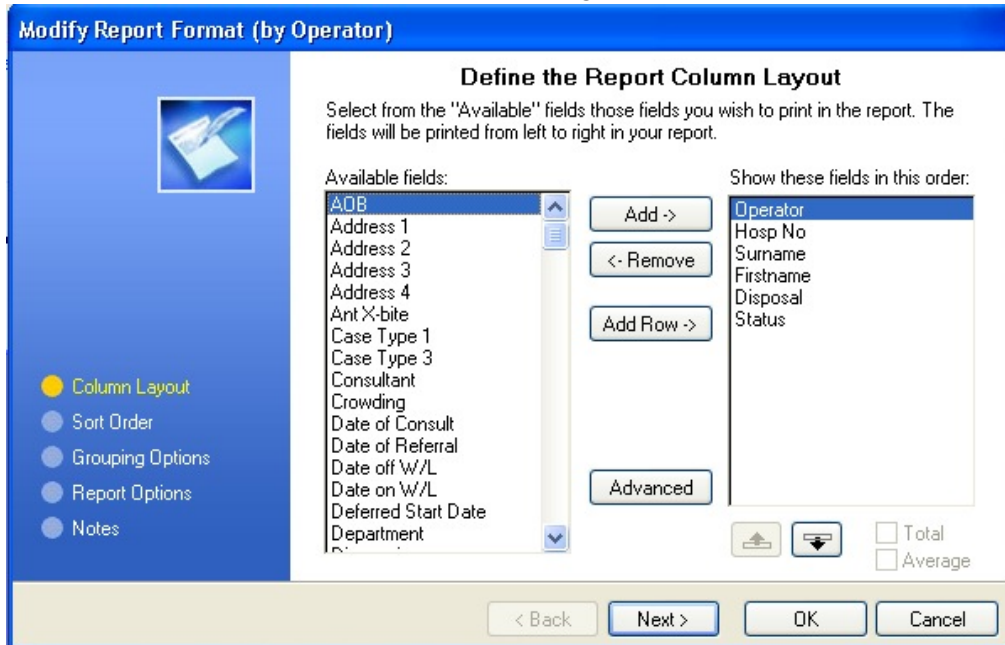 Modify Report Format (by Operator)
Define the Report Column Layout
Select from the "Available" fields those fields you wish to print in the report. The
fields will be printed from left to right in your report.
Available fields:
AOB
Address 1
Address 2
Address 3
Address 4
Ant X-bite
Case Type 1
Case Type 3
Consultant
Crowding
Date of Consult
Date of Referral
Date off W/L
Date on W/L
Deferred Start Date
Department
Add ->
<- Remove
Add Row ->
Advanced
Show these fields in this order:
Operator
Hosp No
Surname
Firstname
Disposal
Status
Total
Average
Column Layout
Sort Order
Grouping Options
Report Options
Notes
< Back
Next >
OK
Cancel